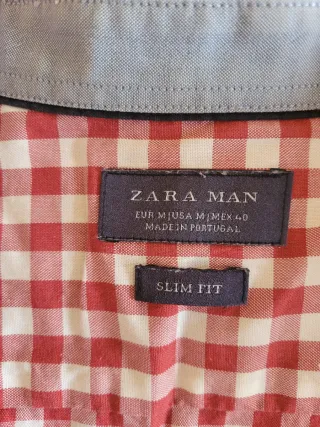 ZARA MAN
EUR M|USA M|MEX 40
MADE IN PORTUGAL
SLIM FIT